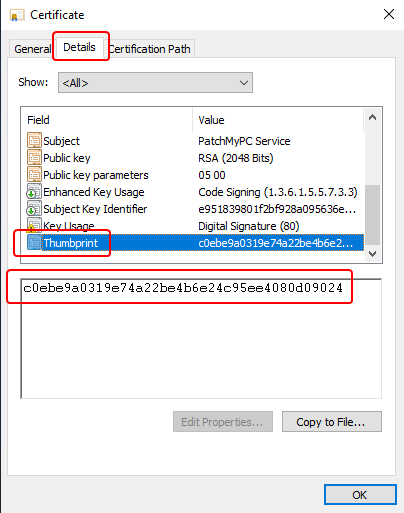 Certificate
General Details Certification Path
Show: <All>
Field Value
Subject PatchMyPC Service
Public key RSA (2048 Bits)
Public key parameters 05 00
Enhanced Key Usage Code Signing (1.3.6.1.5.5.7.3.3)
Subject Key Identifier e951839801f2bf928a095636e...
Key Usage Digital Signature (80)
Thumbprint c0ebe9a0319e74a22be4b6e2...
c0ebe9a0319e74a22be4b6e24c95ee4080d09024
Edit Properties... Copy to File...
OK